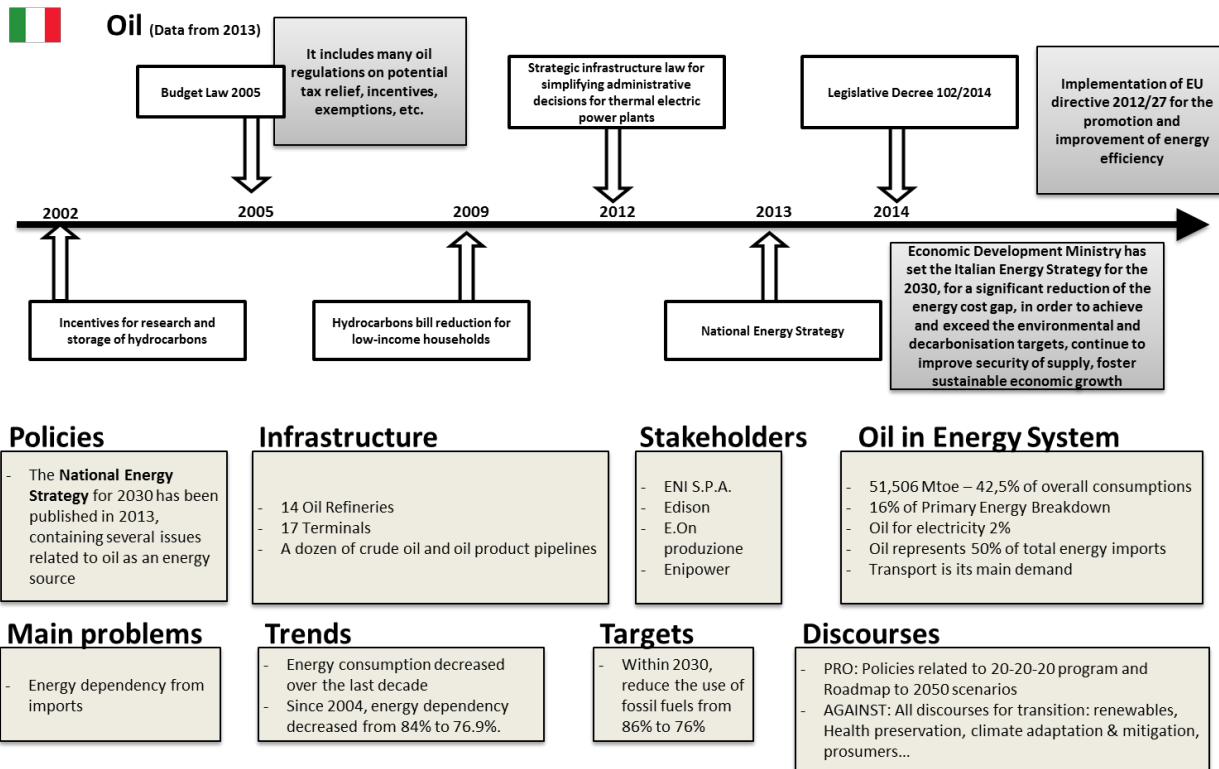 Oil (Data from 2013)
It includes many oil
regulations on potential
tax relief, incentives,
exemptions, etc.
Budget Law 2005
Strategic infrastructure law for
simplifying administrative
decisions for thermal electric
power plants
Legislative Decree 102/2014
Implementation of EU
directive 2012/27 for the
promotion and
improvement of energy
efficiency
2002
2005
2009
2012
2013
2014
Incentives for research and
storage of hydrocarbons
Hydrocarbons bill reduction for
low-income households
National Energy Strategy
Economic Development Ministry has
set the Italian Energy Strategy for the
2030, for a significant reduction of the
energy cost gap, in order to achieve
and exceed the environmental and
decarbonisation targets, continue to
improve security of supply, foster
sustainable economic growth
Policies
- The National Energy
Strategy for 2030 has been
published in 2013,
containing several issues
related to oil as an energy
source
Infrastructure
- 14 Oil Refineries
- 17 Terminals
- A dozen of crude oil and oil product pipelines
Stakeholders
- ENI S.P.A.
- Edison
- E.On
produzione
- Enipower
Oil in Energy System
- 51,506 Mtoe – 42,5% of overall consumptions
- 16% of Primary Energy Breakdown
- Oil for electricity 2%
- Oil represents 50% of total energy imports
- Transport is its main demand
Main problems
- Energy dependency from
imports
Trends
- Energy consumption decreased
over the last decade
- Since 2004, energy dependency
decreased from 84% to 76.9%.
Targets
- Within 2030,
reduce the use of
fossil fuels from
86% to 76%
Discourses
- PRO: Policies related to 20-20-20 program and
Roadmap to 2050 scenarios
- AGAINST: All discourses for transition: renewables,
Health preservation, climate adaptation & mitigation,
prosumers...